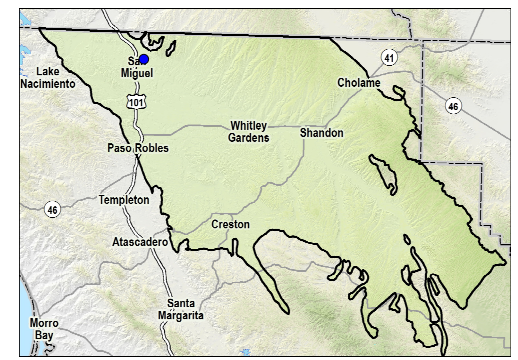 San
Miguel
41
Lake
Nacimiento
Cholame
101
46
Whitley
Gardens
Shandon
Paso Robles
Templeton
46
Creston
Atascadero
Santa
Margarita
Morro
Bay